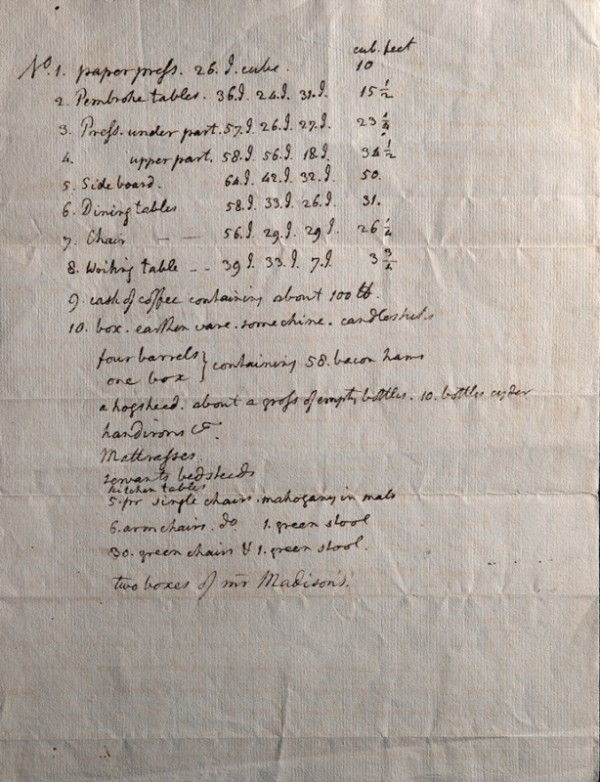 cub. feet
No. 1. paper press. 26. I. cube. 10
2. Pembroke tables. 36.I. 24.I. 31.I. 15 1/2
3. Press. under part. 57.I. 26.I. 27.I. 23 1/4
4. upper part. 58.I. 56.I. 18.I. 34 1/2
5. Side board. 64.I. 42.I. 32.I. 50.
6. Dining tables 58.I. 33.I. 26.I. 31.
7. Chair — — 56.I. 29.I. 29.I. 26 1/4
8. Working table -- 39 I. 33.I. 7.I. 3 3/4
9. cask of coffee containing about 100 lb.
10. box. earthen ware. some chine. candlesticks
four barrels } containing 58. bacon hams
one box
a hogshead. about a gross of empty bottles. 10. bottles cyder
handirons &c.
Mattrasses.
servants bedsteads
kitchen tables
5. pr single chairs. mahogany in mats
6. arm chairs. do 1. green stool
30. green chairs & 1. green stool.
two boxes of mr Madison's.